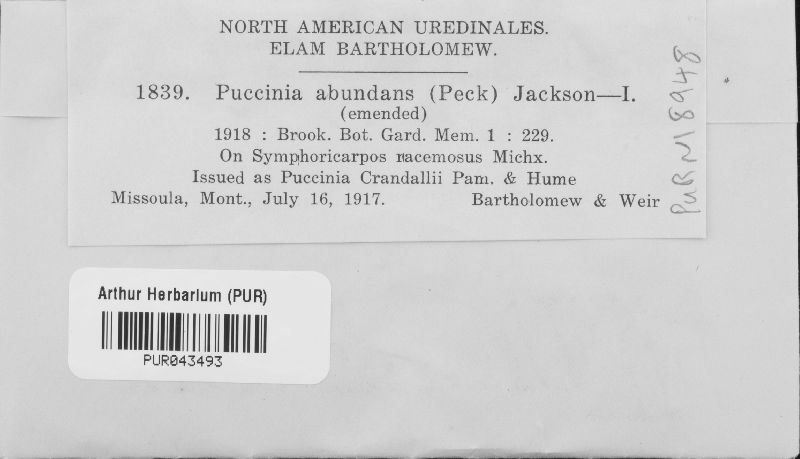 NORTH AMERICAN UREDINALES.
ELAM BARTHOLOMEW.
1839. Puccinia abundans (Peck) Jackson—I.
(emended)
1918 : Brook. Bot. Gard. Mem. 1 : 229.
On Symphoricarpos racemosus Michx.
Issued as Puccinia Crandallii Pam. & Hume
Missoula, Mont., July 16, 1917. Bartholomew & Weir
PUR N18948
Arthur Herbarium (PUR)
PUR043493